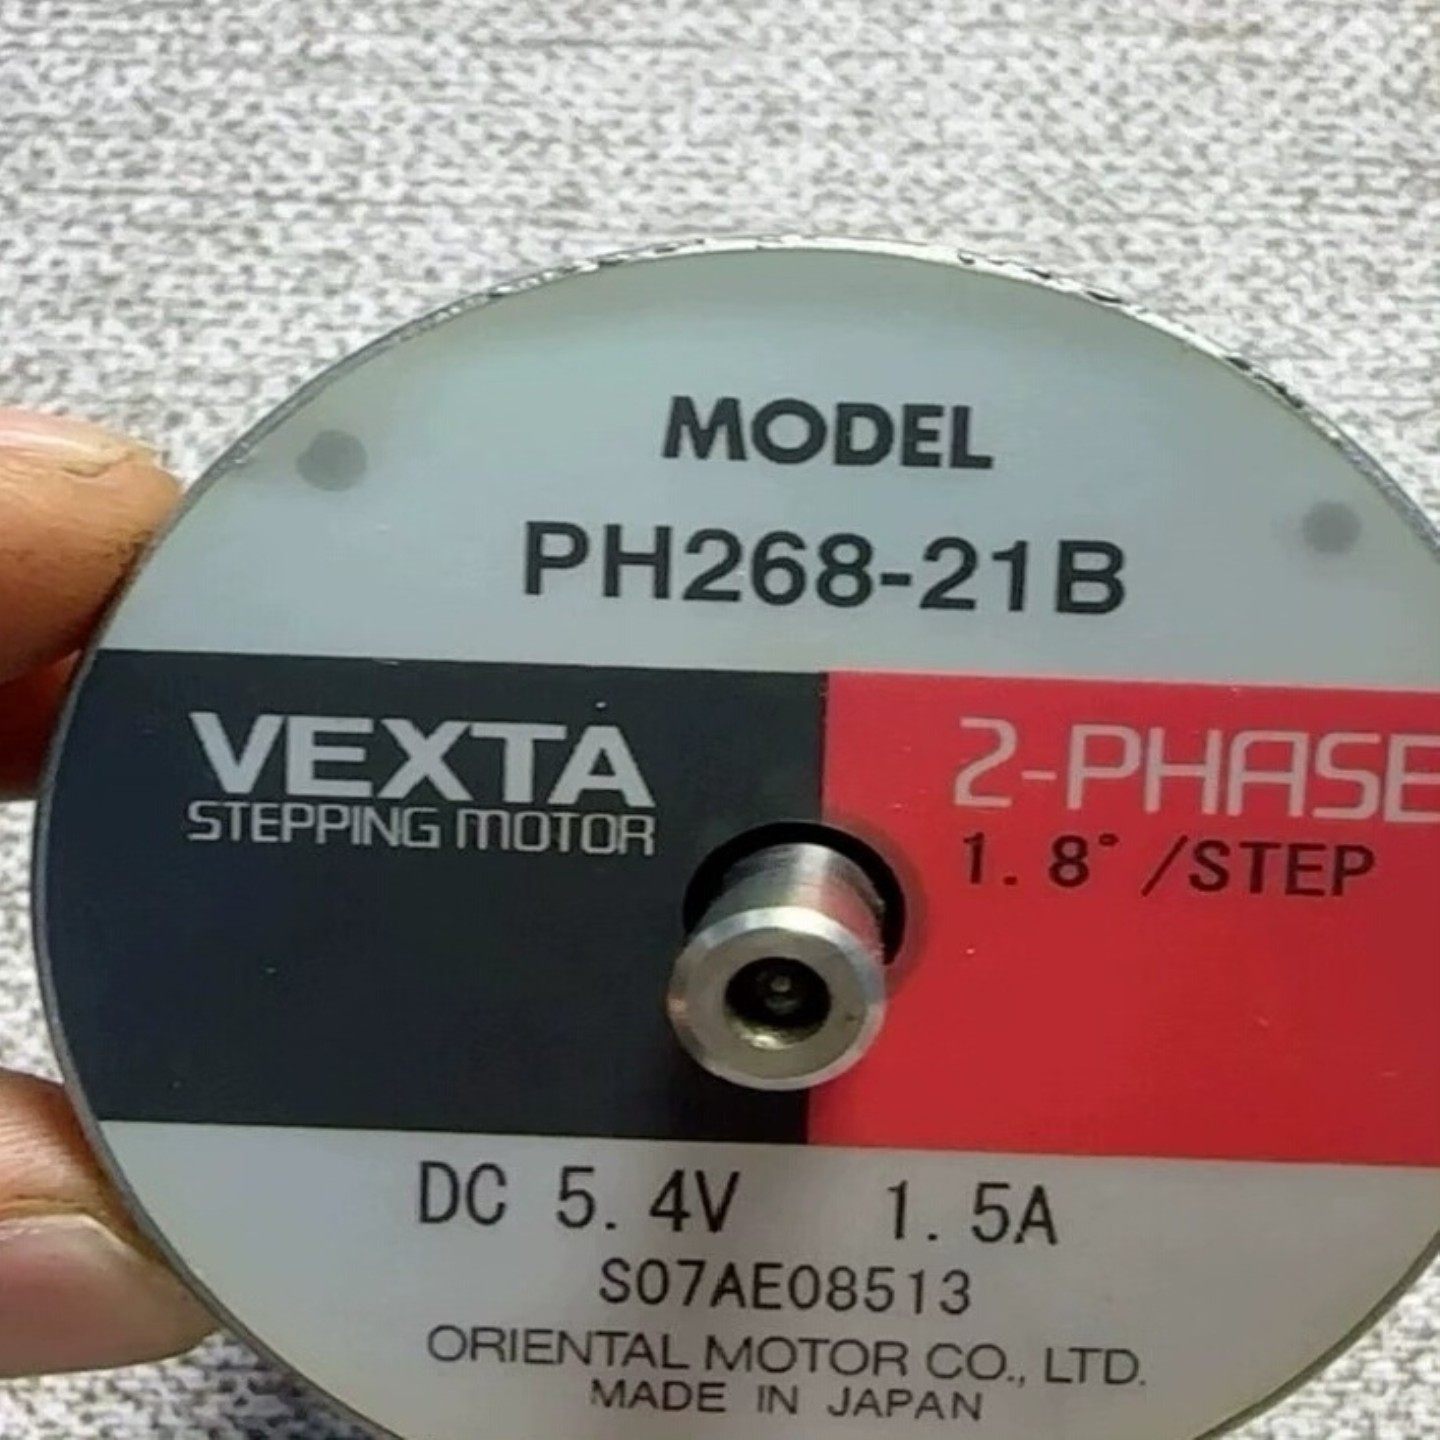 MODEL
PH268-21B
VEXTA
STEPPING MOTOR
2-PHASE
1.8°/STEP
DC 5.4V 1.5A
S07AE08513
ORIENTAL MOTOR CO., LTD.
MADE IN JAPAN